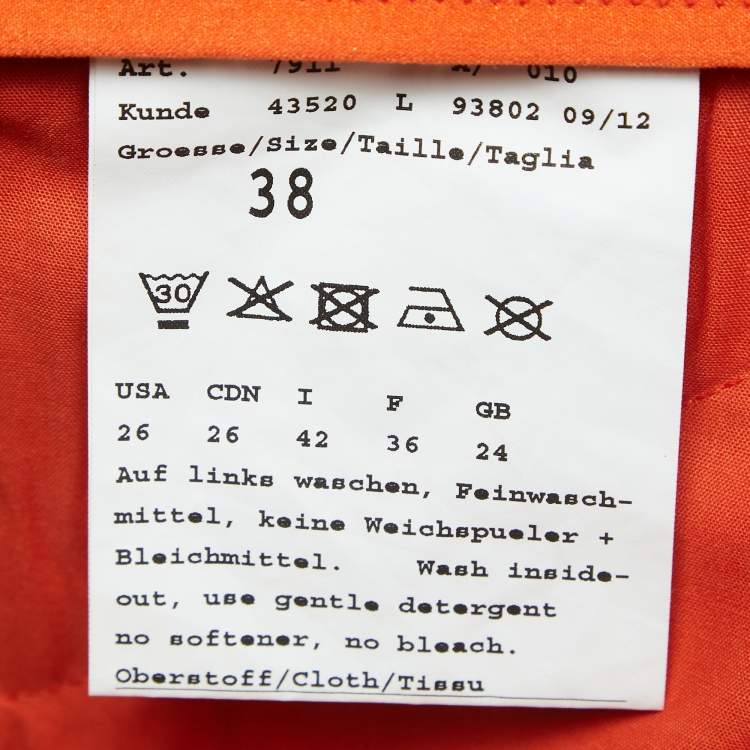 Art. 7911 010
Kunde 43520 L 93802 09/12
Groesse/Size/Taille/Taglia
38
30
USA CDN I F GB
26 26 42 36 24
Auf links waschen, Feinwasch-
mittel, keine Weichspueler +
Bleichmittel. Wash inside-
out, use gentle detergent
no softener, no bleach.
Oberstoff/Cloth/Tissu